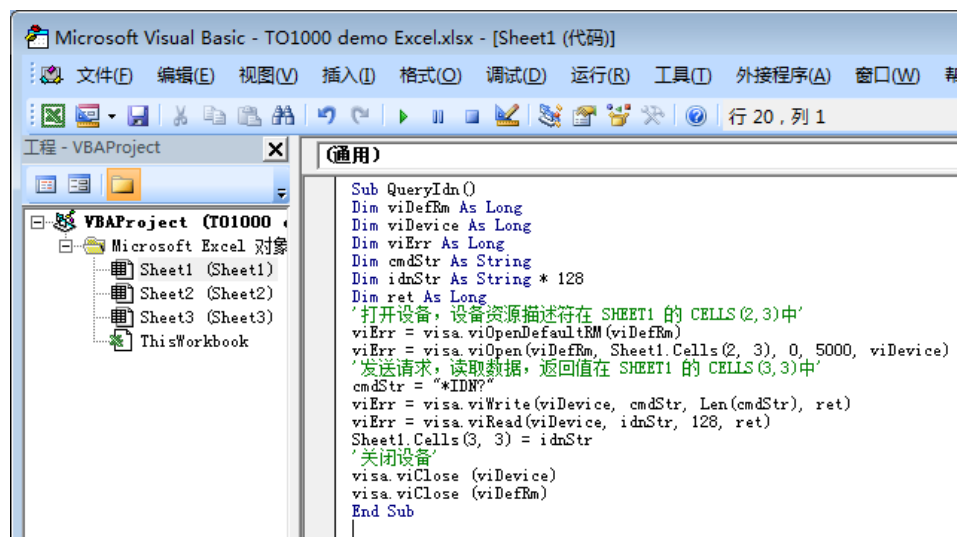 Microsoft Visual Basic - TO1000 demo Excel.xlsx - [Sheet1 (代码)]
文件(F) 编辑(E) 视图(V) 插入(I) 格式(O) 调试(D) 运行(R) 工具(T) 外接程序(A) 窗口(W) 帮
行 20 , 列 1
工程 - VBAProject
VBAProject (TO1000
Microsoft Excel 对象
Sheet1 (Sheet1)
Sheet2 (Sheet2)
Sheet3 (Sheet3)
ThisWorkbook
(通用)
Sub QueryIdn()
Dim viDefRm As Long
Dim viDevice As Long
Dim viErr As Long
Dim cmdStr As String
Dim idnStr As String * 128
Dim ret As Long
'打开设备，设备资源描述符在 SHEET1 的 CELLS(2,3)中'
viErr = visa.viOpenDefaultRM(viDefRm)
viErr = visa.viOpen(viDefRm, Sheet1.Cells(2, 3), 0, 5000, viDevice)
'发送请求，读取数据，返回值在 SHEET1 的 CELLS(3,3)中'
cmdStr = "*IDN?"
viErr = visa.viWrite(viDevice, cmdStr, Len(cmdStr), ret)
viErr = visa.viRead(viDevice, idnStr, 128, ret)
Sheet1.Cells(3, 3) = idnStr
'关闭设备'
visa.viClose (viDevice)
visa.viClose (viDefRm)
End Sub